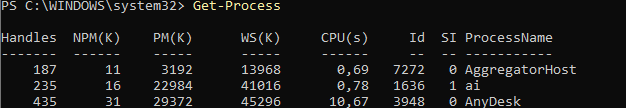 PS C:\WINDOWS\system32> Get-Process
Handles NPM(K) PM(K) WS(K) CPU(s) Id SI ProcessName
------- ------ ----- ----- ------ -- -- -----------
187 11 3192 13968 0,69 7272 0 AggregatorHost
235 16 22984 41016 0,78 1636 1 ai
435 31 29372 45296 10,67 3948 0 AnyDesk